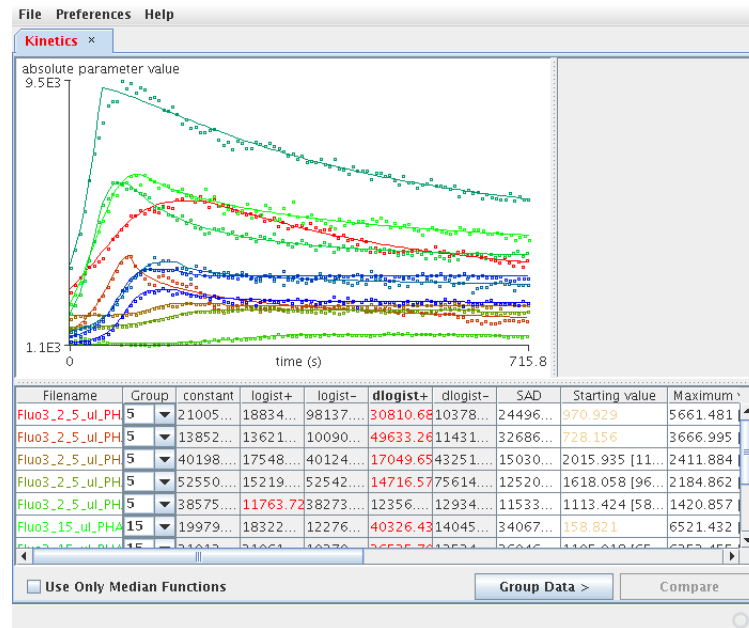 File Preferences Help
Kinetics ×
absolute parameter value
9.5E3
1.1E3
0 time (s) 715.8
Filename Group constant logist+ logist- dlogist+ dlogist- SAD Starting value Maximum
Fluo3_2_5_ul_PH 5 21005... 18834... 98137... 30810.68 10378... 24496... 970.929 5661.481
Fluo3_2_5_ul_PH 5 13852... 13621... 10090... 49633.26 11431... 32686... 728.156 3666.995
Fluo3_2_5_ul_PH 5 40198... 17548... 40124... 17049.65 43251... 15030... 2015.935 [11... 2411.884
Fluo3_2_5_ul_PH 5 52550... 15219... 52542... 14716.57 75614... 12520... 1618.058 [96... 2184.862
Fluo3_2_5_ul_PH 5 38575... 11763.72 38273... 12356... 12934... 11533... 1113.424 [58... 1420.857
Fluo3_15_ul_PHA 15 19979... 18322... 12276... 40326.43 14045... 34067... 158.821 6521.432
Use Only Median Functions Group Data > Compare